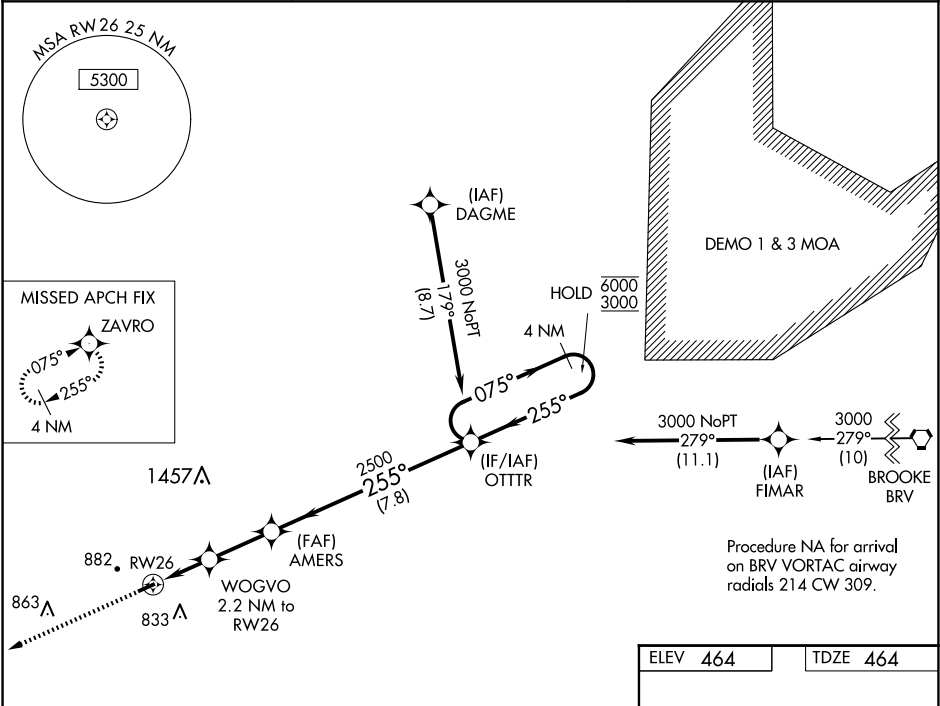 MSA RW26 25 NM
5300
(IAF)
DAGME
3000 NoPT
179°
(8.7)
DEMO 1 & 3 MOA
HOLD
6000
3000
4 NM
MISSED APCH FIX
ZAVRO
075°
255°
4 NM
075°
255°
3000 NoPT
279°
(11.1)
3000
279°
(10)
(IAF)
FIMAR
BROOKE
BRV
(IF/IAF)
OTTTR
2500
255°
(7.8)
1457
(FAF)
AMERS
Procedure NA for arrival
on BRV VORTAC airway
radials 214 CW 309.
882
RW26
WOGVO
2.2 NM to
RW26
863
833
ELEV 464
TDZE 464